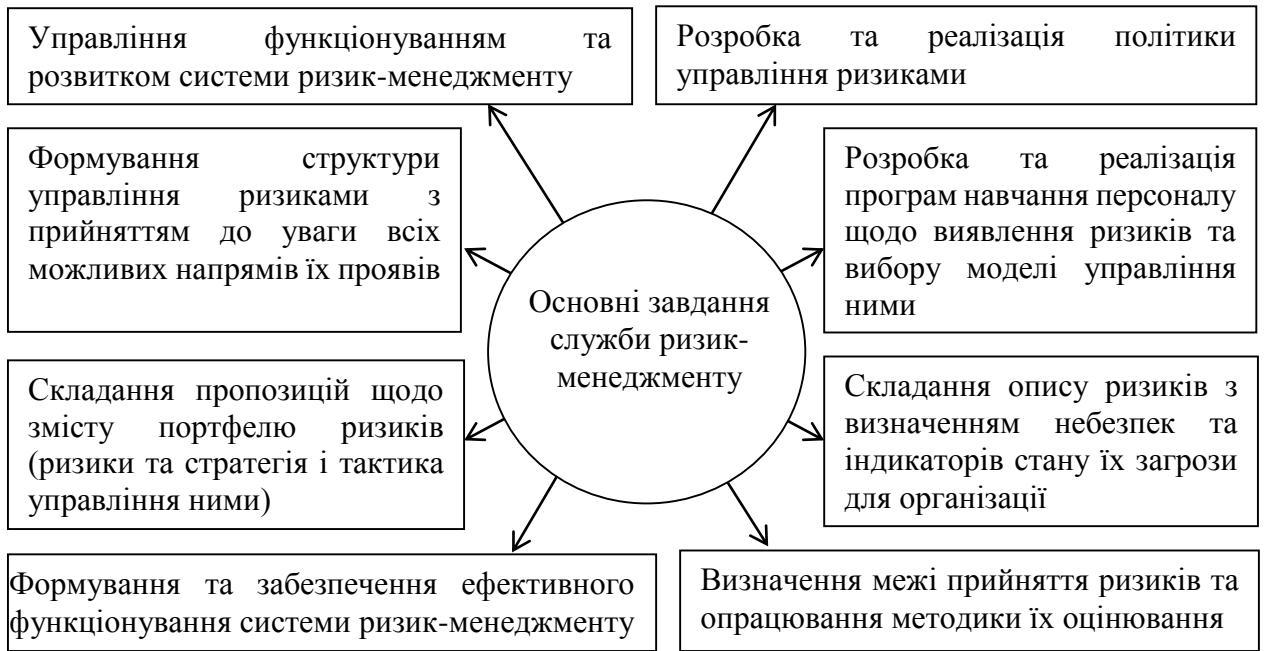 Управління функціонуванням та
розвитком системи ризик-менеджменту
Розробка та реалізація політики
управління ризиками
Формування структури
управління ризиками з
прийняттям до уваги всіх
можливих напрямів їх проявів
Розробка та реалізація
програм навчання персоналу
щодо виявлення ризиків та
вибору моделі управління
ними
Основні завдання
служби ризик-
менеджменту
Складання пропозицій щодо
змісту портфелю ризиків
(ризики та стратегія і тактика
управління ними)
Складання опису ризиків з
визначенням небезпек та
індикаторів стану їх загрози
для організації
Формування та забезпечення ефективного
функціонування системи ризик-менеджменту
Визначення межі прийняття ризиків та
опрацювання методики їх оцінювання